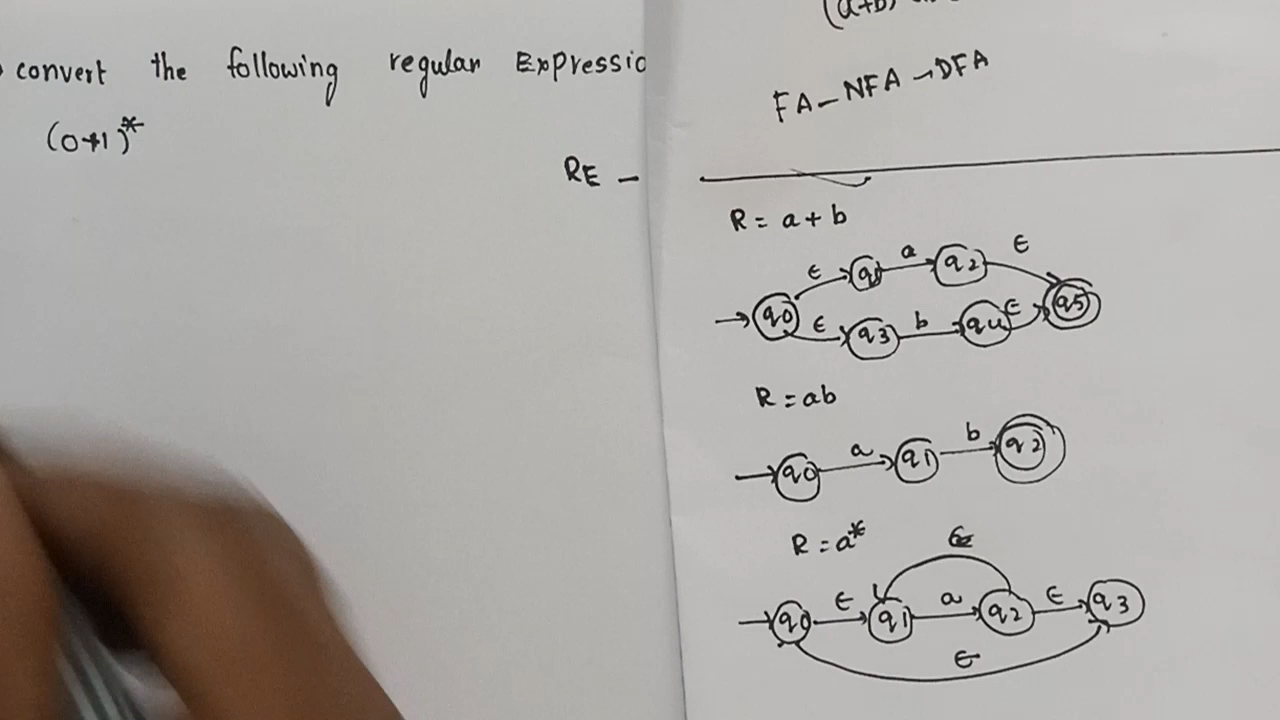 convert the following regular Expressio
(0+1)*
RE -
(a+b)
FA - NFA → DFA
R = a + b
ε q1 a q2 ε
q0 ε q3 b q4 ε q5
R = ab
q0 a q1 b q2
R = a*
ε
q0 ε q1 a q2 ε q3
ε